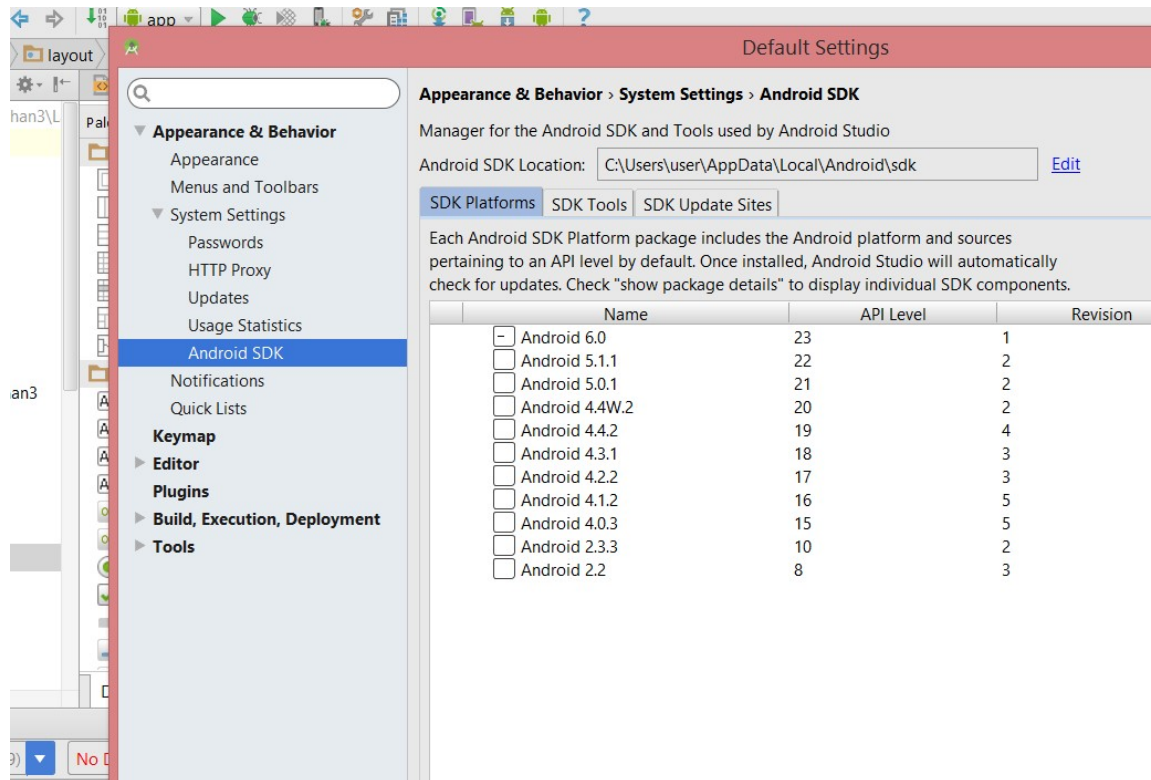 app
?
layout
Default Settings
han3\L
Appearance & Behavior › System Settings › Android SDK
Manager for the Android SDK and Tools used by Android Studio
Android SDK Location: C:\Users\user\AppData\Local\Android\sdk Edit
SDK Platforms SDK Tools SDK Update Sites
Each Android SDK Platform package includes the Android platform and sources
pertaining to an API level by default. Once installed, Android Studio will automatically
check for updates. Check "show package details" to display individual SDK components.
Appearance & Behavior
Appearance
Menus and Toolbars
System Settings
Passwords
HTTP Proxy
Updates
Usage Statistics
Android SDK
Notifications
Quick Lists
Keymap
Editor
Plugins
Build, Execution, Deployment
Tools
Name API Level Revision
Android 6.0 23 1
Android 5.1.1 22 2
Android 5.0.1 21 2
Android 4.4W.2 20 2
Android 4.4.2 19 4
Android 4.3.1 18 3
Android 4.2.2 17 3
Android 4.1.2 16 5
Android 4.0.3 15 5
Android 2.3.3 10 2
Android 2.2 8 3
an3
No